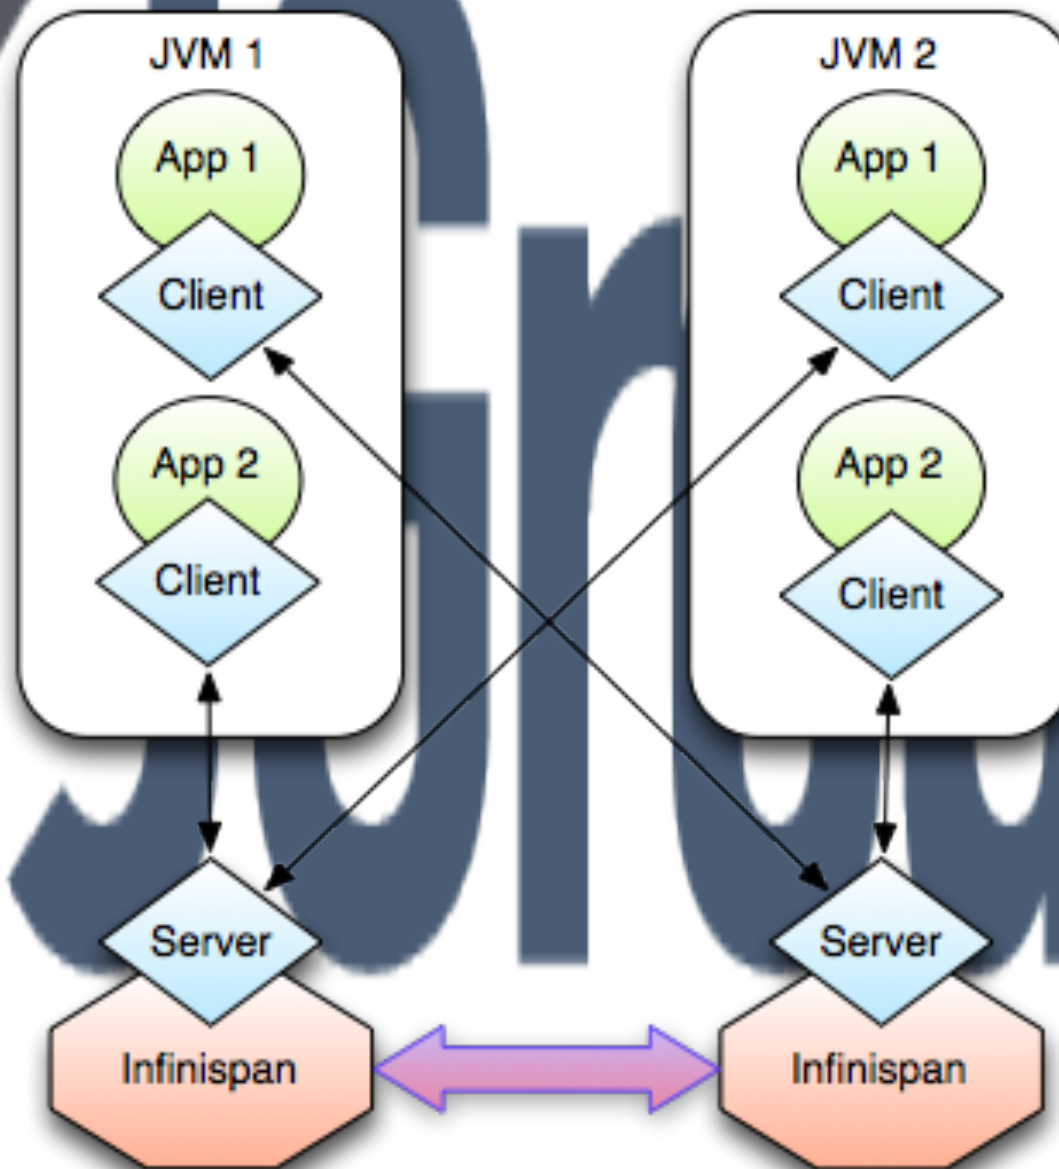 JVM 1
App 1
Client
App 2
Client
JVM 2
App 1
Client
App 2
Client
Server
Infinispan
Server
Infinispan